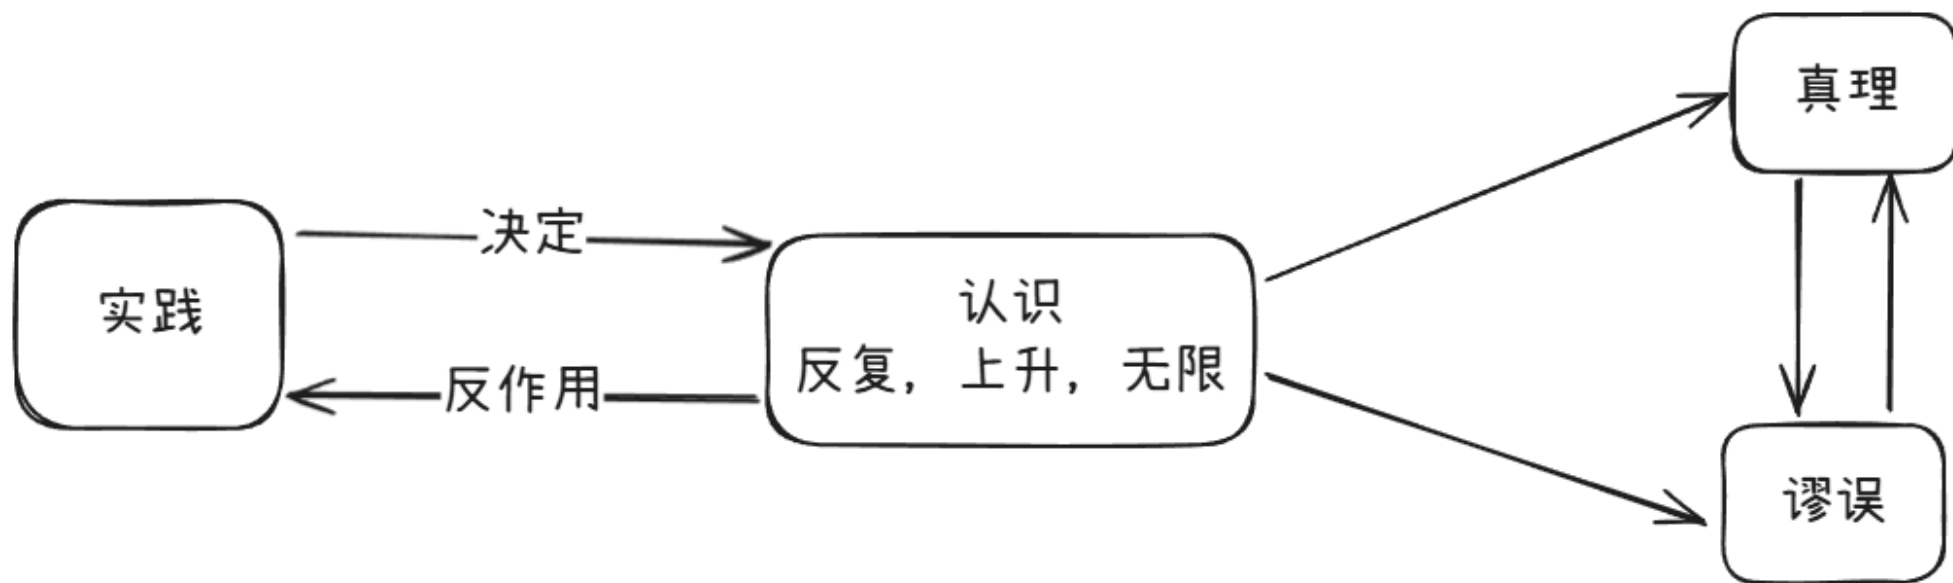 实践
决定
反作用
认识
反复，上升，无限
真理
谬误